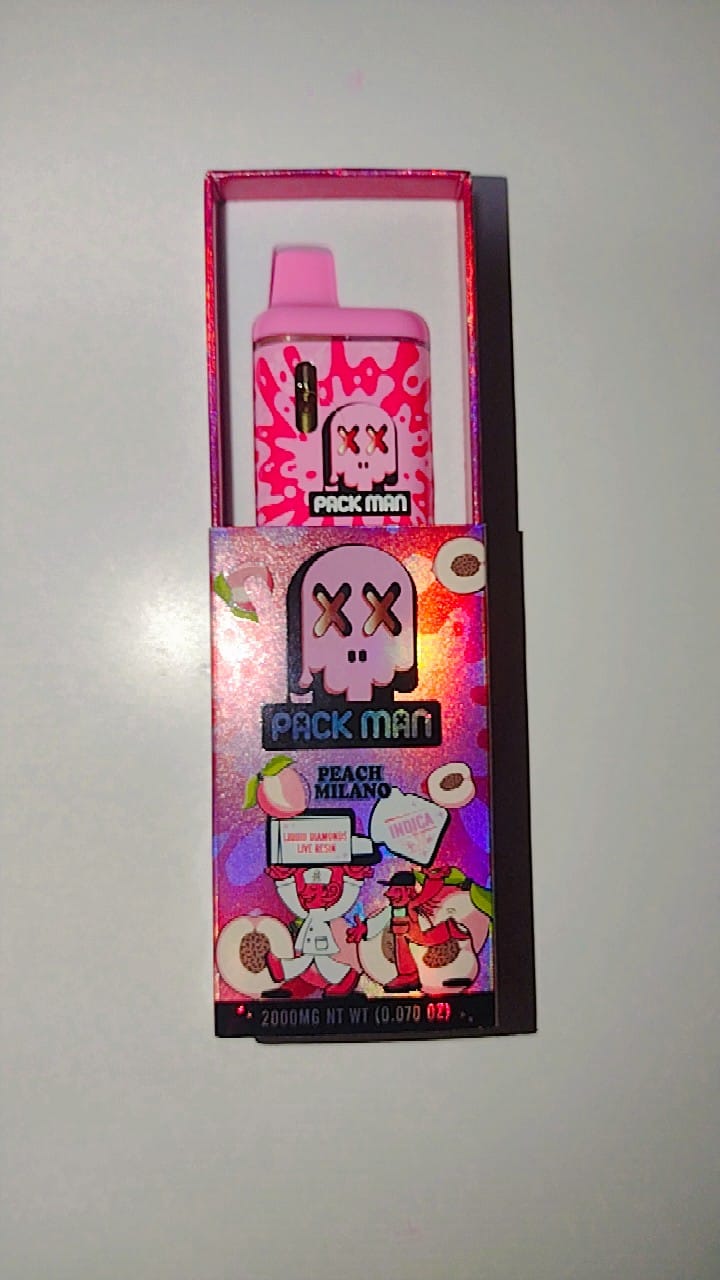 PACK MAN
PACK MAN
PEACH
MILANO
LIQUID DIAMONDS
LIVE RESIN
INDICA
2000MG NT WT (0.070 OZ)